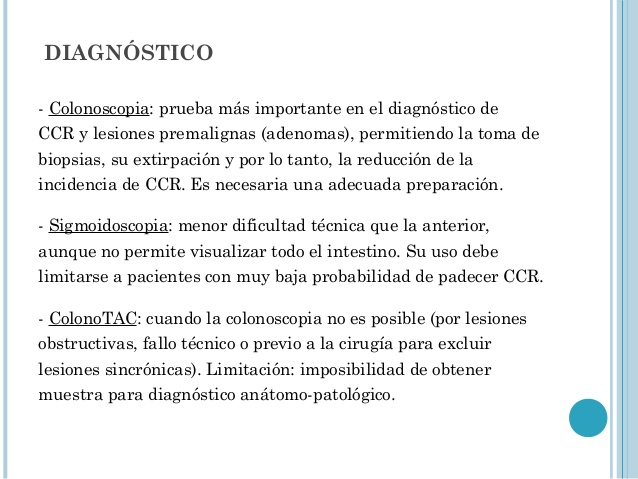 DIAGNÓSTICO
- Colonoscopia: prueba más importante en el diagnóstico de
CCR y lesiones premalignas (adenomas), permitiendo la toma de
biopsias, su extirpación y por lo tanto, la reducción de la
incidencia de CCR. Es necesaria una adecuada preparación.
- Sigmoidoscopia: menor dificultad técnica que la anterior,
aunque no permite visualizar todo el intestino. Su uso debe
limitarse a pacientes con muy baja probabilidad de padecer CCR.
- ColonoTAC: cuando la colonoscopia no es posible (por lesiones
obstructivas, fallo técnico o previo a la cirugía para excluir
lesiones sincrónicas). Limitación: imposibilidad de obtener
muestra para diagnóstico anátomo-patológico.